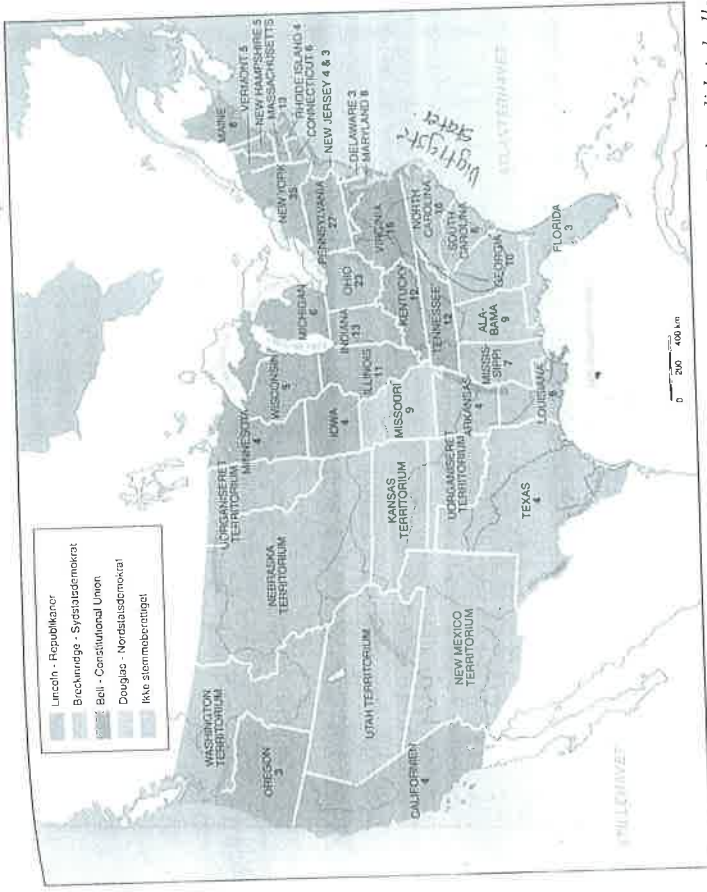 Lincoln - Republikaner
Breckinridge - Sydstatsdemokrat
Bell - Constitutional Union
Douglas - Nordstatsdemokrat
Ikke stemmeberettiget
WASHINGTON
TERRITORIUM
OREGON
3
CALIFORNIEN
4
UTAH TERRITORIUM
NEW MEXICO
TERRITORIUM
NEBRASKA
TERRITORIUM
UORGANISERET
TERRITORIUM
KANSAS
TERRITORIUM
UORGANISERET
TERRITORIUM
TEXAS
4
MINNESOTA
4
WISCONSIN
5
IOWA
4
MISSOURI
9
ARKANSAS
4
LOUISIANA
6
MICHIGAN
6
ILLINOIS
11
INDIANA
13
OHIO
23
KENTUCKY
12
TENNESSEE
12
MISSIS-
SIPPI
7
ALA-
BAMA
9
GEORGIA
10
FLORIDA
3
SOUTH
CAROLINA
8
NORTH
CAROLINA
10
VIRGINIA
15
PENNSYLVANIA
27
NEW YORK
35
MAINE
8
VERMONT 5
NEW HAMPSHIRE 5
MASSACHUSETTS
13
RHODE ISLAND 4
CONNECTICUT 6
NEW JERSEY 4 & 3
DELAWARE 3
MARYLAND 8
Stater
ATLANTERHAVET
STILLEHAVET
0 200 400 km